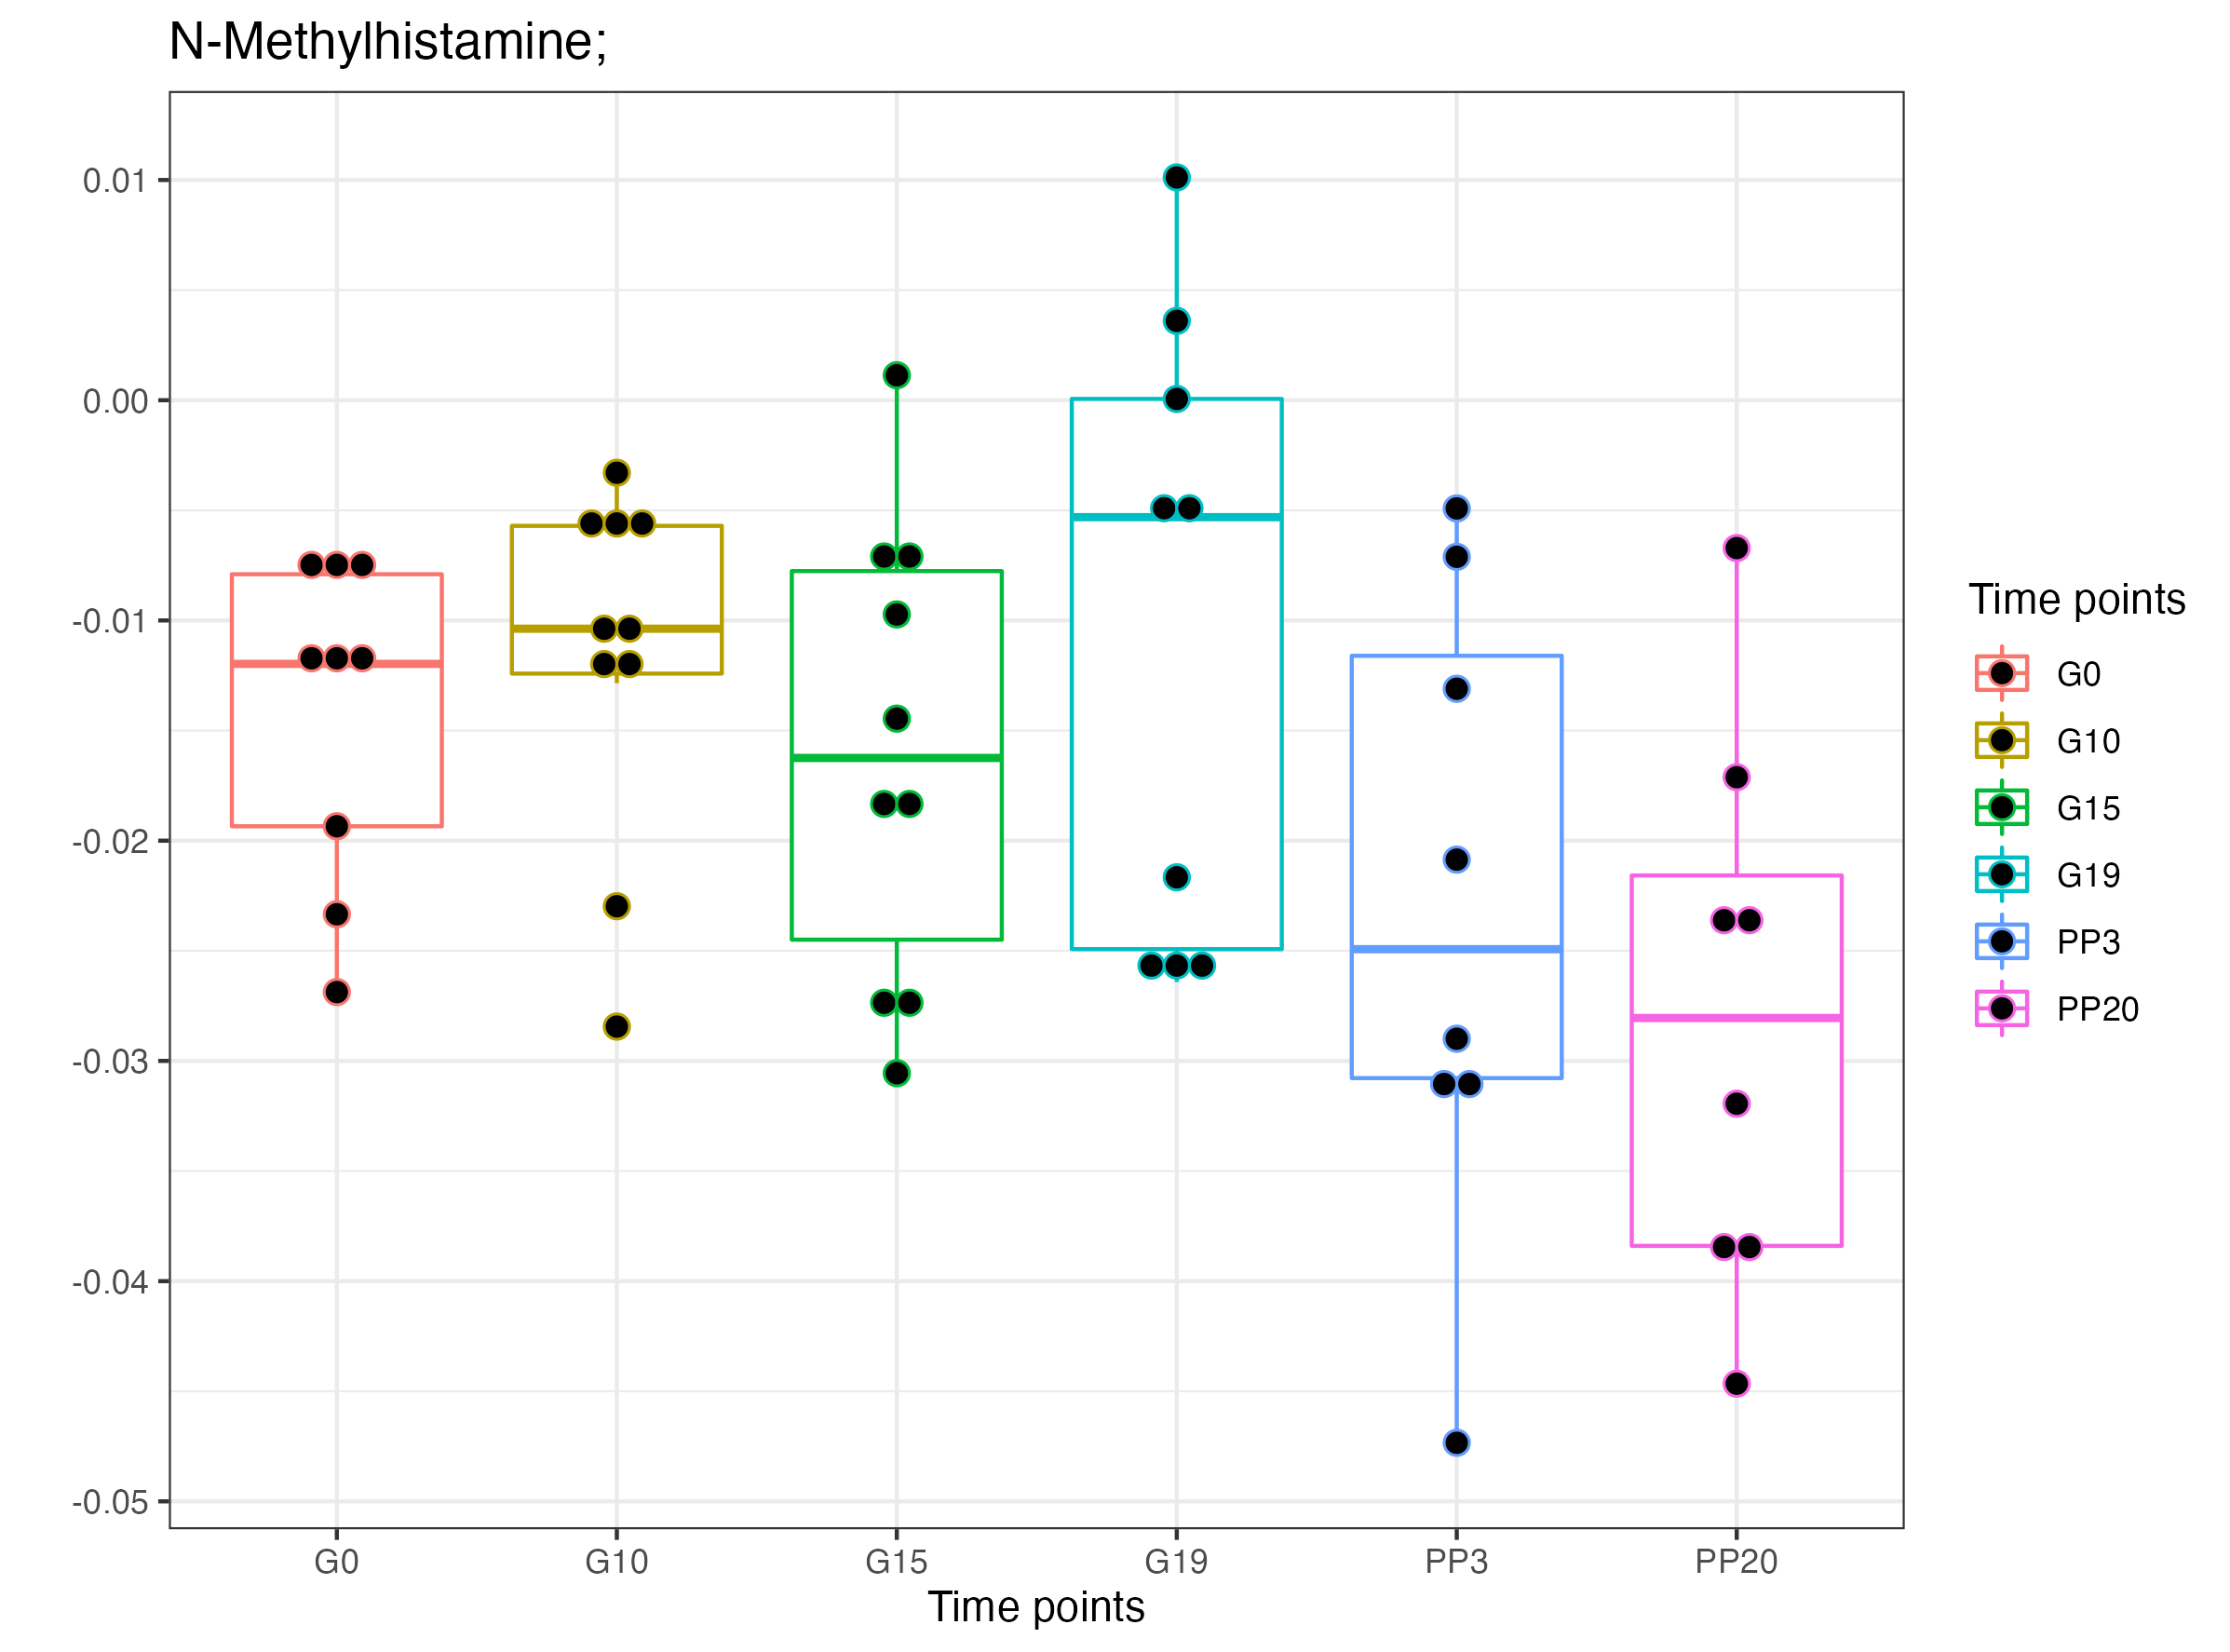 N-Methylhistamine;
0.01
0.00
-0.01
-0.02
-0.03
-0.04
-0.05
G0 G10 G15 G19 PP3 PP20
Time points
Time points
G0
G10
G15
G19
PP3
PP20